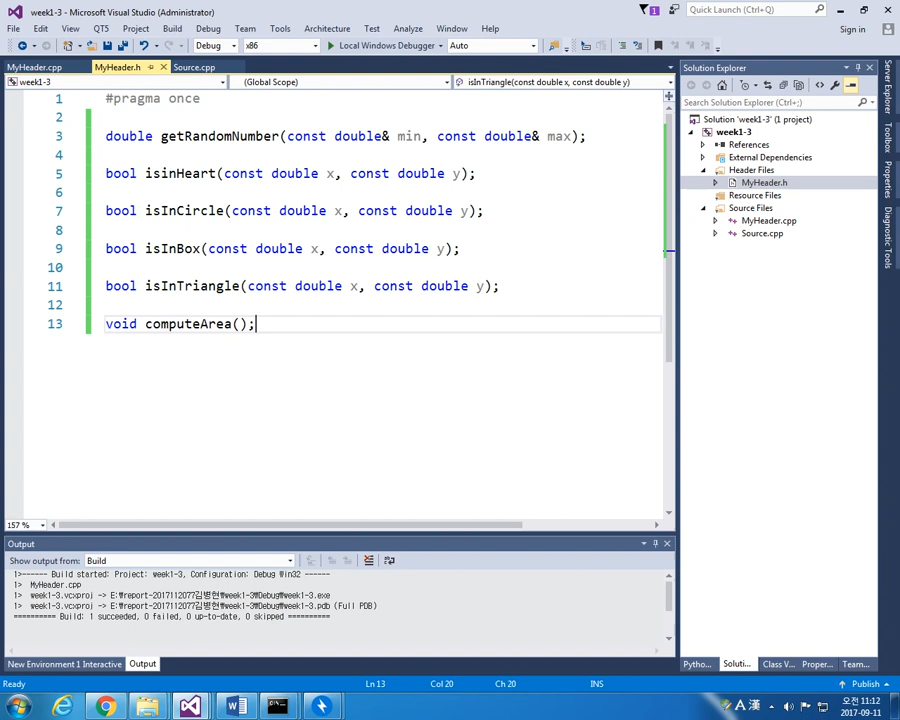 week1-3 - Microsoft Visual Studio (Administrator)
1
Quick Launch (Ctrl+Q)
File Edit View QT5 Project Build Debug Team Tools Architecture Test Analyze Window Help
Sign in
Debug x86 Local Windows Debugger Auto
MyHeader.cpp MyHeader.h Source.cpp
week1-3 (Global Scope) isInTriangle(const double x, const double y)
1 #pragma once
2
3 double getRandomNumber(const double& min, const double& max);
4
5 bool isinHeart(const double x, const double y);
6
7 bool isInCircle(const double x, const double y);
8
9 bool isInBox(const double x, const double y);
10
11 bool isInTriangle(const double x, const double y);
12
13 void computeArea();
157 %
Solution Explorer
Search Solution Explorer (Ctrl+;)
Solution 'week1-3' (1 project)
week1-3
References
External Dependencies
Header Files
MyHeader.h
Resource Files
Source Files
MyHeader.cpp
Source.cpp
Server Explorer
Toolbox
Properties
Diagnostic Tools
Output
Show output from: Build
1>------ Build started: Project: week1-3, Configuration: Debug Win32 ------
1> MyHeader.cpp
1> week1-3.vcxproj -> E:₩report-2017112077김병현₩week1-3₩Debug₩week1-3.exe
1> week1-3.vcxproj -> E:₩report-2017112077김병현₩week1-3₩Debug₩week1-3.pdb (Full PDB)
========== Build: 1 succeeded, 0 failed, 0 up-to-date, 0 skipped ==========
New Environment 1 Interactive Output
Pytho... Soluti... Class V... Proper... Team...
Ready Ln 13 Col 20 Ch 20 INS Publish
A 漢
오전 11:12
2017-09-11